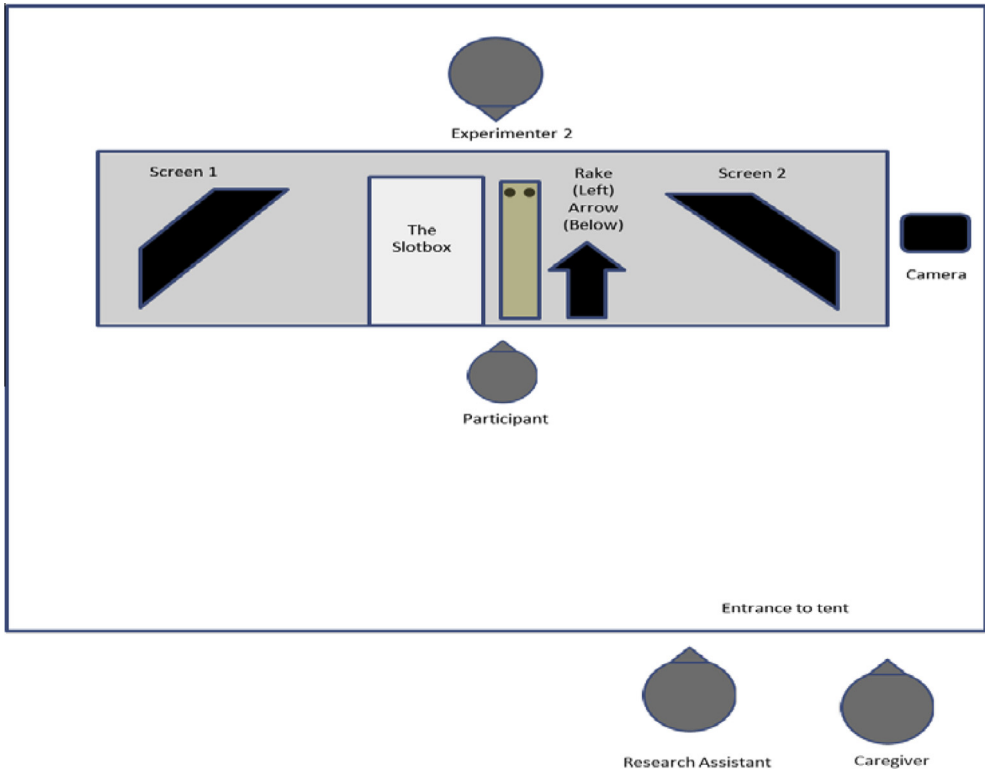 Experimenter 2
Screen 1
The
Slotbox
Rake
(Left)
Arrow
(Below)
Screen 2
Camera
Participant
Entrance to tent
Research Assistant
Caregiver